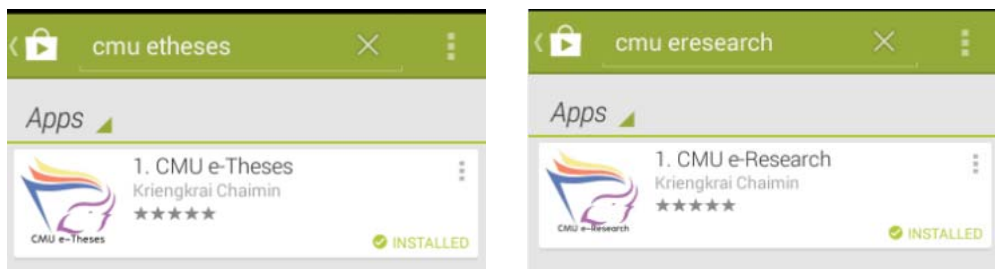 cmu etheses
Apps
1. CMU e-Theses
Kriengkrai Chaimin
CMU e-Theses
INSTALLED
cmu eresearch
Apps
1. CMU e-Research
Kriengkrai Chaimin
CMU e-Research
INSTALLED